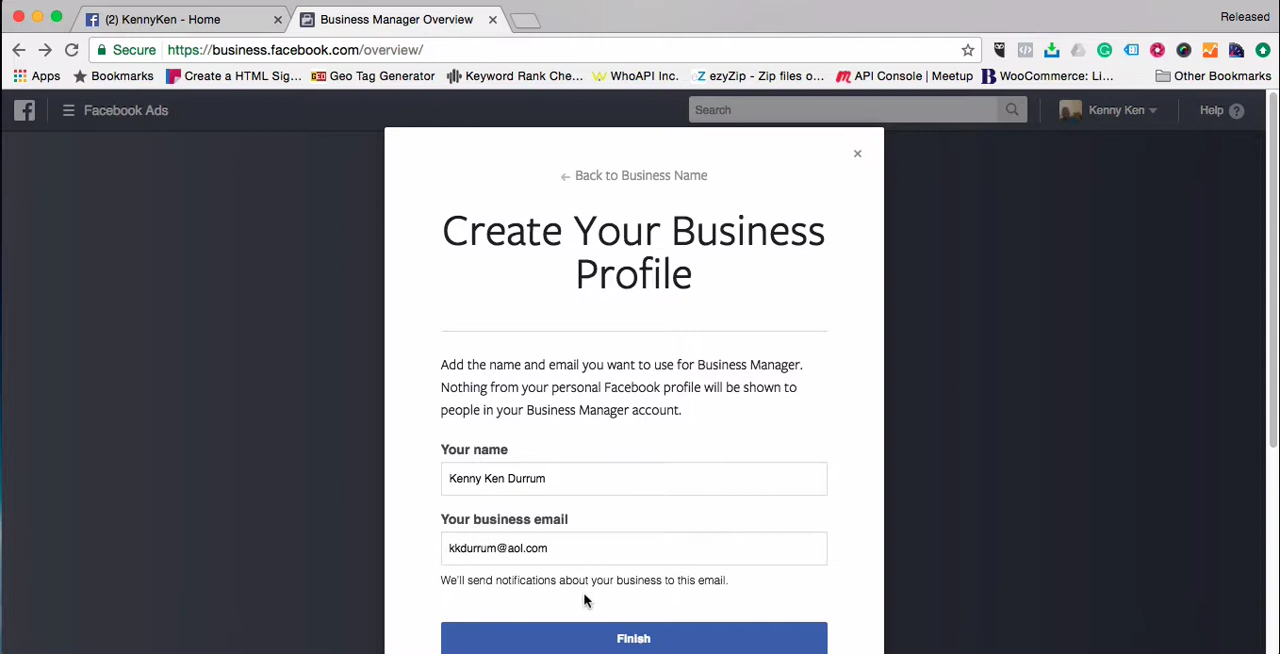 (2) KennyKen - Home
Business Manager Overview
Released
Secure https://business.facebook.com/overview/
Apps Bookmarks Create a HTML Sig... Geo Tag Generator Keyword Rank Che... WhoAPI Inc. ezyZip - Zip files o... API Console | Meetup WooCommerce: Li... Other Bookmarks
Facebook Ads Search Kenny Ken Help ?
← Back to Business Name
Create Your Business
Profile
Add the name and email you want to use for Business Manager.
Nothing from your personal Facebook profile will be shown to
people in your Business Manager account.
Your name
Kenny Ken Durrum
Your business email
kkdurrum@aol.com
We'll send notifications about your business to this email.
Finish